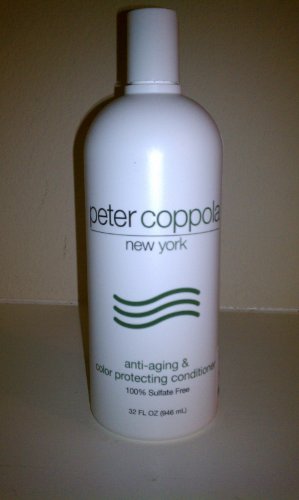 peter coppola
new york
anti-aging &
color protecting conditioner
100% Sulfate Free
32 FL OZ (946 mL)